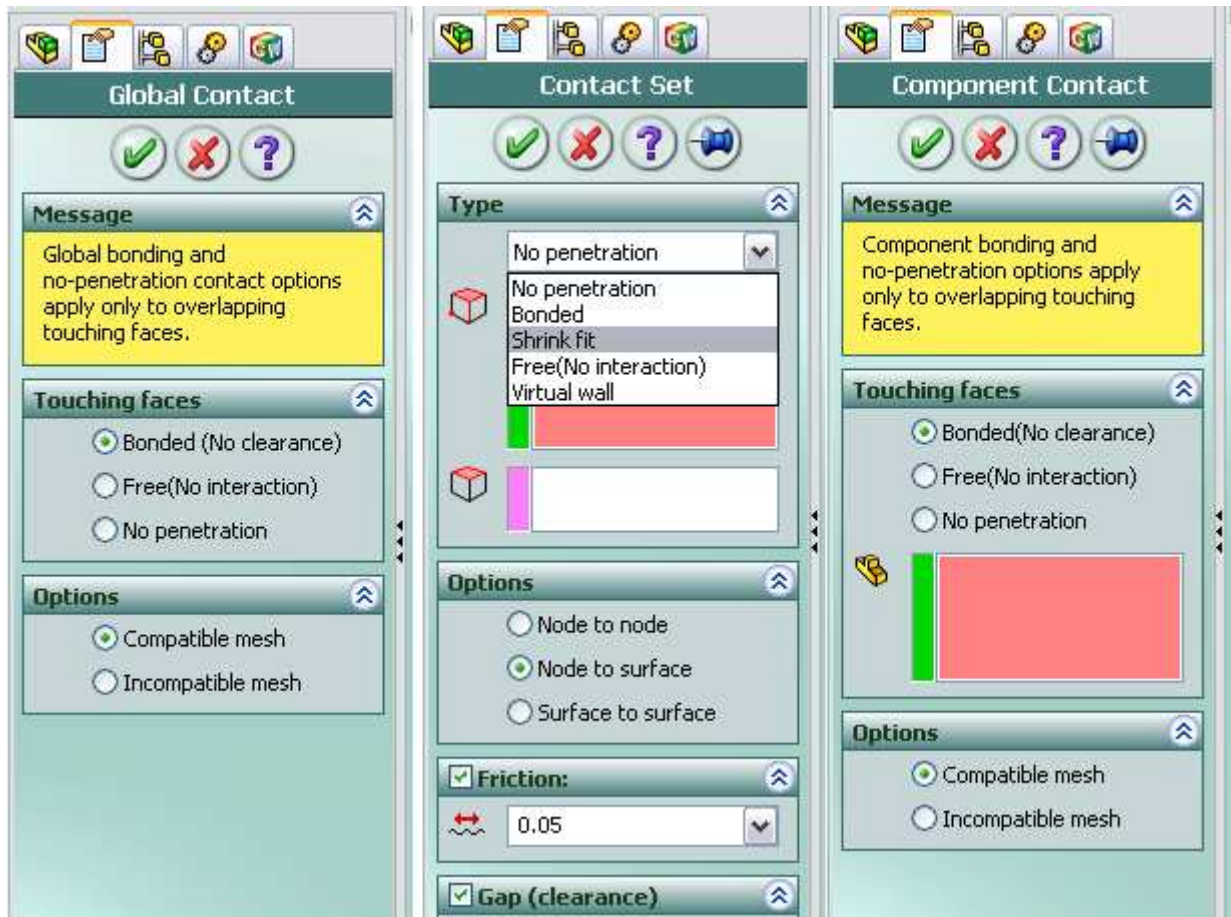 Global Contact
Message
Global bonding and
no-penetration contact options
apply only to overlapping
touching faces.
Touching faces
Bonded (No clearance)
Free(No interaction)
No penetration
Options
Compatible mesh
Incompatible mesh
Contact Set
Type
No penetration
No penetration
Bonded
Shrink fit
Free(No interaction)
Virtual wall
Options
Node to node
Node to surface
Surface to surface
Friction:
0.05
Gap (clearance)
Component Contact
Message
Component bonding and
no-penetration options apply
only to overlapping touching
faces.
Touching faces
Bonded(No clearance)
Free(No interaction)
No penetration
Options
Compatible mesh
Incompatible mesh